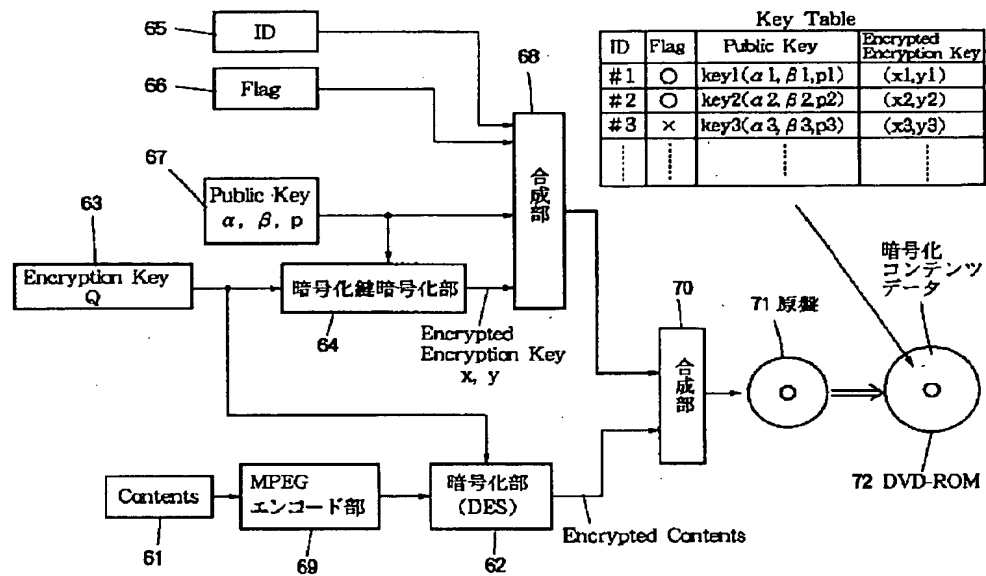 65
ID
66
Flag
67
Public Key
α, β, p
63
Encryption Key
Q
暗号化鍵暗号化部
64
Encrypted
Encryption Key
x, y
68
合成部
Key Table
ID Flag Public Key Encrypted Encryption Key
#1 ○ key1(α1, β1,p1) (x1,y1)
#2 ○ key2(α2, β2,p2) (x2,y2)
#3 × key3(α3, β3,p3) (x3,y3)
70
合成部
71 原盤
暗号化
コンテンツ
データ
72 DVD-ROM
Contents
61
MPEG
エンコード部
69
暗号化部
(DES)
62
Encrypted Contents